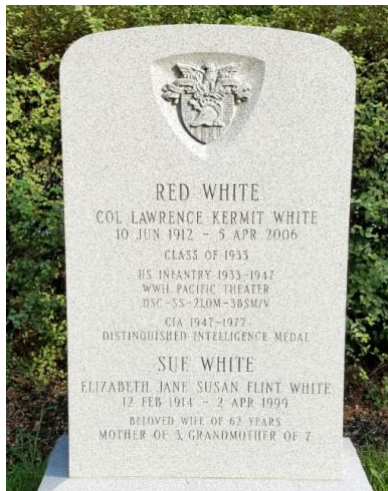 RED WHITE
COL LAWRENCE KERMIT WHITE
10 JUN 1912 – 5 APR 2006
CLASS OF 1933
US INFANTRY 1933–1947
WWII PACIFIC THEATER
DSC–SS–2LOM–3BSM/V
CIA 1947–1977
DISTINGUISHED INTELLIGENCE MEDAL
SUE WHITE
ELIZABETH JANE SUSAN FLINT WHITE
12 FEB 1914 – 2 APR 1999
BELOVED WIFE OF 62 YEARS
MOTHER OF 3, GRANDMOTHER OF 7